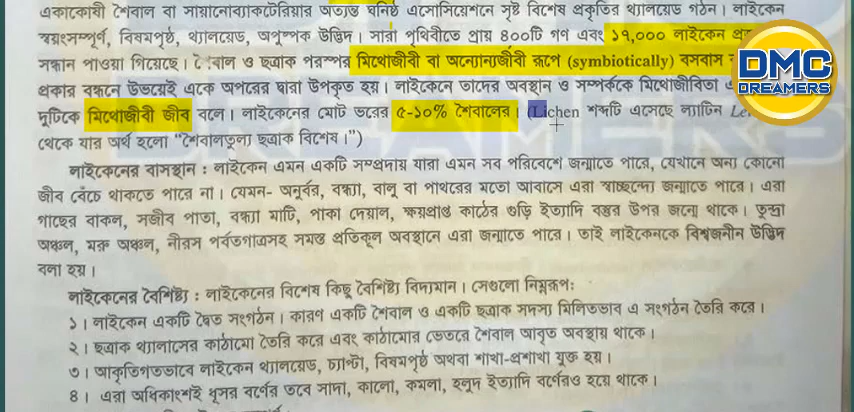 এককোষী শৈবাল বা সায়ানোব্যাকটেরিয়ার অত্যন্ত ঘনিষ্ঠ এসোসিয়েশনে সৃষ্ট বিশেষ প্রকৃতির থ্যালয়েড গঠন। লাইকেন
স্বয়ংসম্পূর্ণ, বিষমপৃষ্ঠ, থ্যালয়েড, অপুষ্পক উদ্ভিদ। সারা পৃথিবীতে প্রায় ৪০০টি গণ এবং ১৭,০০০ লাইকেন
সন্ধান পাওয়া গিয়েছে। শৈবাল ও ছত্রাক পরস্পর মিথোজীবী বা অন্যোন্যজীবী রূপে (symbiotically) বসবাস
প্রকার বন্ধনে উভয়েই একে অপরের দ্বারা উপকৃত হয়। লাইকেনে তাদের অবস্থান ও সম্পর্ককে মিথোজীবিতা এ
দুটিকে মিথোজীবী জীব বলে। লাইকেনের মোট ভরের ৫-১০% শৈবালের। (Lichen শব্দটি এসেছে ল্যাটিন
থেকে যার অর্থ হলো “শৈবালতুল্য ছত্রাক বিশেষ।”)
লাইকেনের বাসস্থান : লাইকেন এমন একটি সম্প্রদায় যারা এমন সব পরিবেশে জন্মাতে পারে, যেখানে অন্য কোনো
জীব বেঁচে থাকতে পারে না। যেমন- অনুর্বর, বন্ধ্যা, বালু বা পাথরের মতো আবাসে এরা স্বাচ্ছন্দ্যে জন্মাতে পারে। এরা
গাছের বাকল, সজীব পাতা, বন্ধ্যা মাটি, পাকা দেয়াল, ক্ষয়প্রাপ্ত কাঠের গুড়ি ইত্যাদি বস্তুর উপর জন্মে থাকে। তুন্দ্রা
অঞ্চল, মরু অঞ্চল, নীরস পর্বতগাত্রসহ সমস্ত প্রতিকূল অবস্থানে এরা জন্মাতে পারে। তাই লাইকেনকে বিশ্বজনীন উদ্ভিদ
বলা হয়।
লাইকেনের বৈশিষ্ট্য : লাইকেনের বিশেষ কিছু বৈশিষ্ট্য বিদ্যমান। সেগুলো নিম্নরূপ:
১। লাইকেন একটি দ্বৈত সংগঠন। কারণ একটি শৈবাল ও একটি ছত্রাক সদস্য মিলিতভাব এ সংগঠন তৈরি করে।
২। ছত্রাক থ্যালাসের কাঠামো তৈরি করে এবং কাঠামোর ভেতরে শৈবাল আবৃত অবস্থায় থাকে।
৩। আকৃতিগতভাবে লাইকেন থ্যালয়েড, চ্যাপ্টা, বিষমপৃষ্ঠ অথবা শাখা-প্রশাখা যুক্ত হয়।
৪। এরা অধিকাংশই ধূসর বর্ণের তবে সাদা, কালো, কমলা, হলুদ ইত্যাদি বর্ণেরও হয়ে থাকে।
DMC
DREAMERS